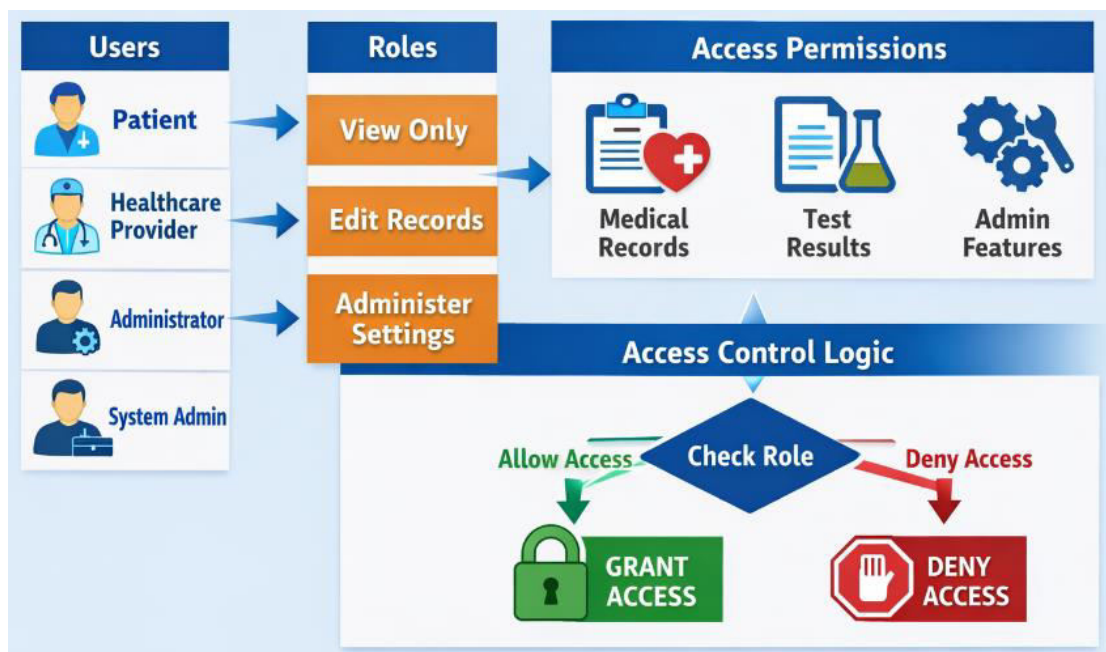 Users
Patient
Healthcare
Provider
Administrator
System Admin
Roles
View Only
Edit Records
Administer
Settings
Access Permissions
Medical
Records
Test
Results
Admin
Features
Access Control Logic
Check Role
Allow Access
Deny Access
GRANT
ACCESS
DENY
ACCESS